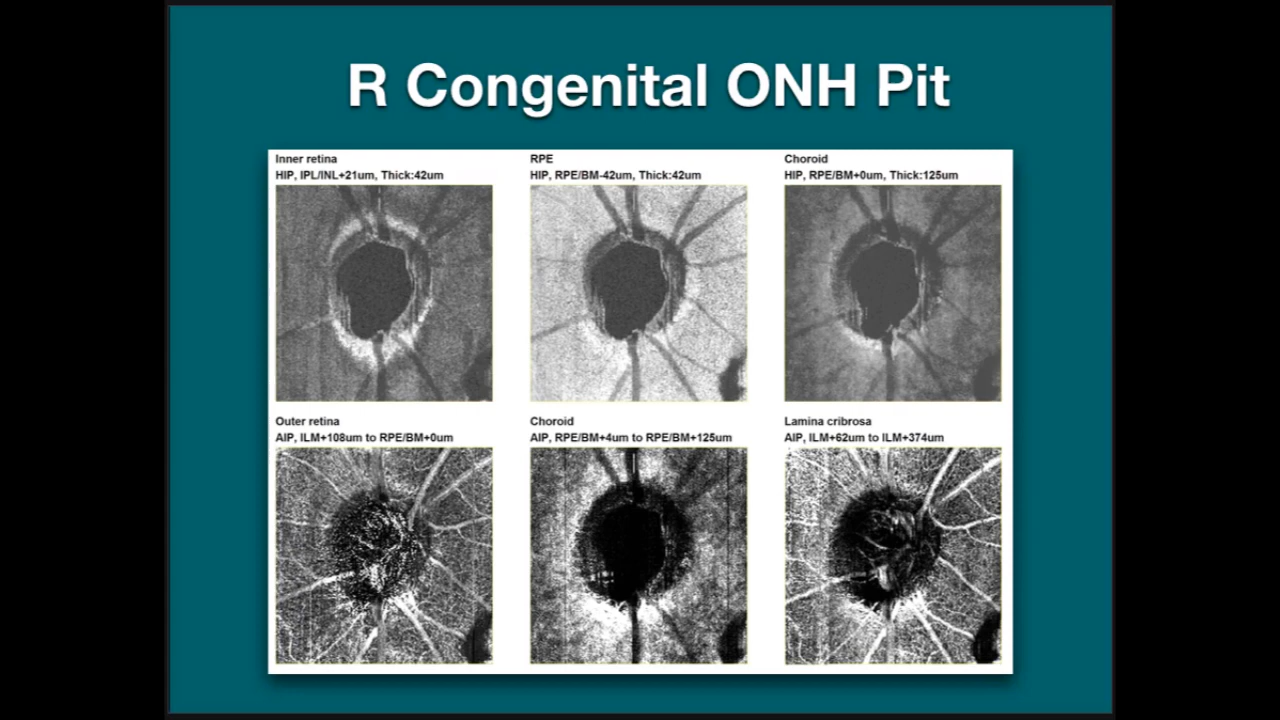 R Congenital ONH Pit
Inner retina
HIP, IPL/INL+21um, Thick:42um
RPE
HIP, RPE/BM-42um, Thick:42um
Choroid
HIP, RPE/BM+0um, Thick:125um
Outer retina
AIP, ILM+108um to RPE/BM+0um
Choroid
AIP, RPE/BM+4um to RPE/BM+125um
Lamina cribrosa
AIP, ILM+62um to ILM+374um